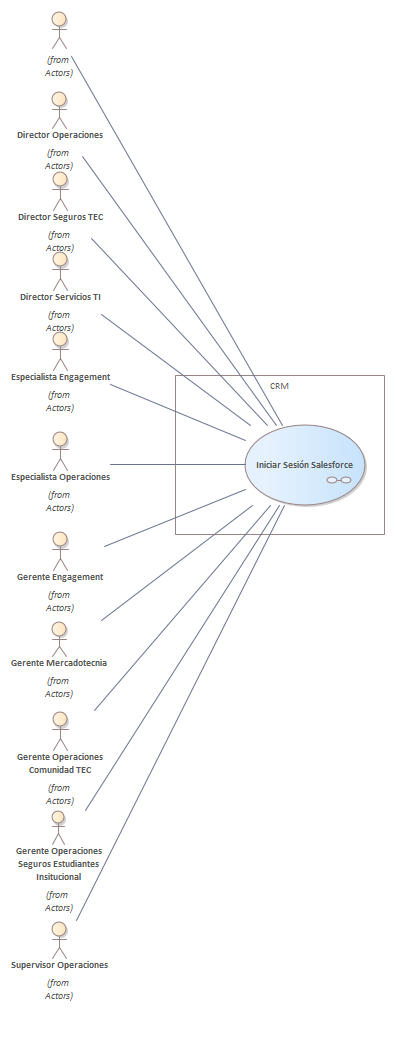 (from
Actors)
Director Operaciones
(from
Actors)
Director Seguros TEC
(from
Actors)
Director Servicios TI
(from
Actors)
Especialista Engagement
(from
Actors)
CRM
Iniciar Sesión Salesforce
Especialista Operaciones
(from
Actors)
Gerente Engagement
(from
Actors)
Gerente Mercadotecnia
(from
Actors)
Gerente Operaciones
Comunidad TEC
(from
Actors)
Gerente Operaciones
Seguros Estudiantes
Insitucional
(from
Actors)
Supervisor Operaciones
(from
Actors)